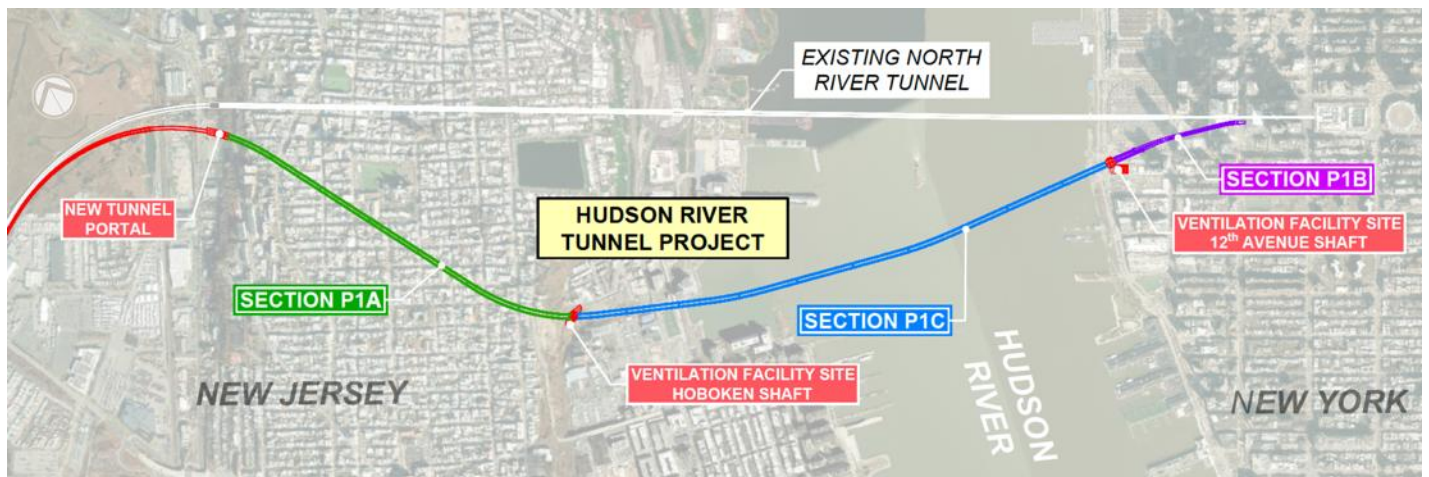 EXISTING NORTH
RIVER TUNNEL
NEW TUNNEL
PORTAL
HUDSON RIVER
TUNNEL PROJECT
SECTION P1B
VENTILATION FACILITY SITE
12th AVENUE SHAFT
SECTION P1A
SECTION P1C
VENTILATION FACILITY SITE
HOBOKEN SHAFT
NEW JERSEY
HUDSON
RIVER
NEW YORK